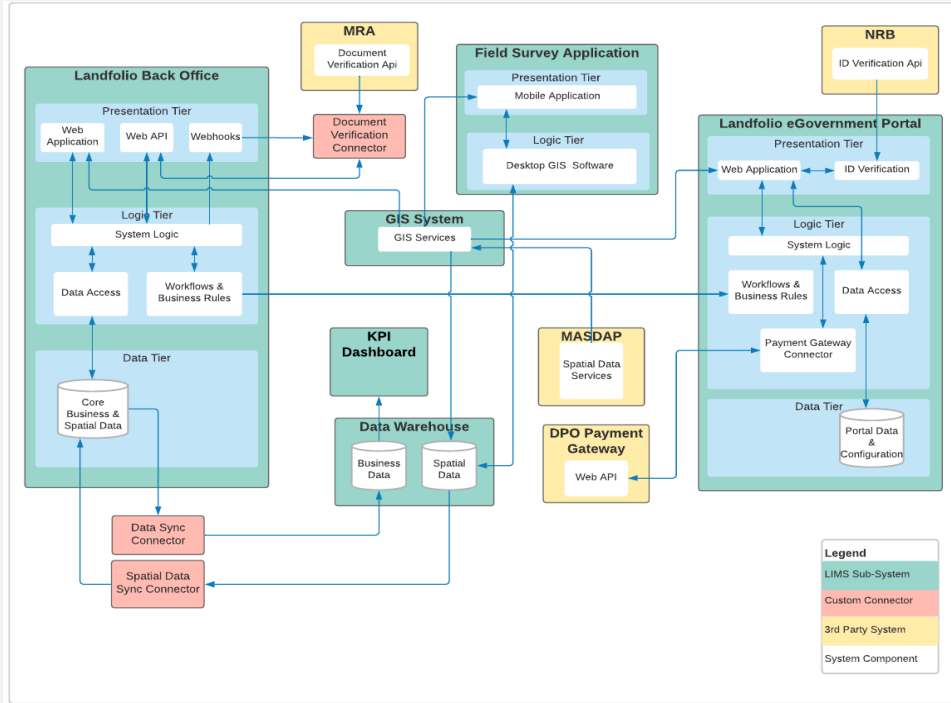 MRA
Document
Verification Api
Field Survey Application
Presentation Tier
Mobile Application
Logic Tier
Desktop GIS Software
NRB
ID Verification Api
Landfolio Back Office
Presentation Tier
Web
Application
Web API
Webhooks
Document
Verification
Connector
Logic Tier
System Logic
Data Access
Workflows &
Business Rules
Data Tier
Core
Business &
Spatial Data
Landfolio eGovernment Portal
Presentation Tier
Web Application
ID Verification
Logic Tier
System Logic
Workflows &
Business Rules
Data Access
Payment Gateway
Connector
Data Tier
Portal Data
&
Configuration
GIS System
GIS Services
KPI
Dashboard
MASDAP
Spatial Data
Services
Data Warehouse
Business
Data
Spatial
Data
DPO Payment
Gateway
Web API
Data Sync
Connector
Spatial Data
Sync Connector
Legend
LIMS Sub-System
Custom Connector
3rd Party System
System Component